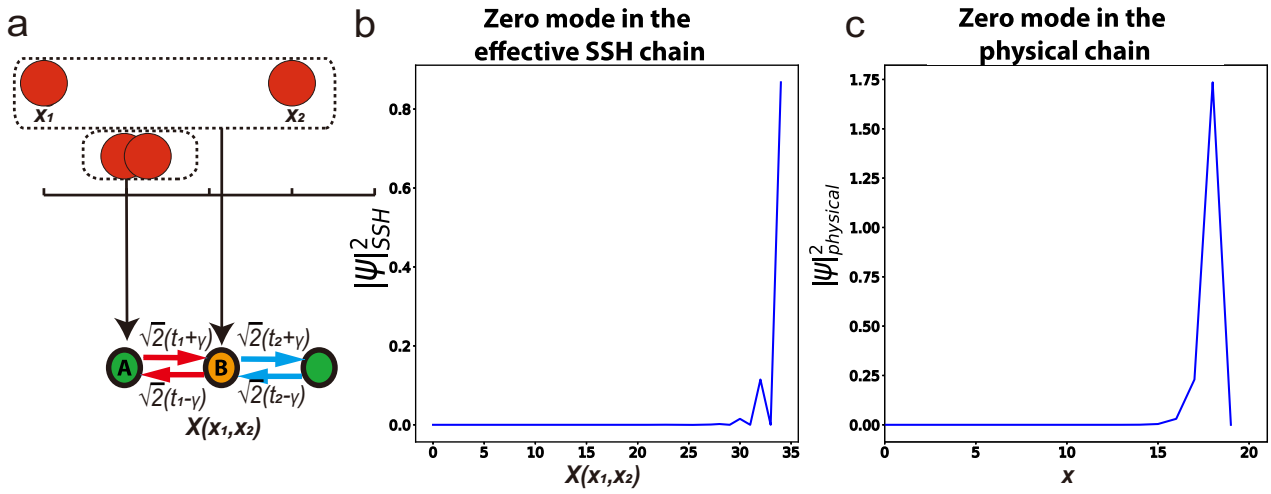 a
x₁
x₂
√2(t₁+γ)
√2(t₂+γ)
A
B
√2(t₁-γ)
√2(t₂-γ)
X(x₁,x₂)
b
Zero mode in the
effective SSH chain
|ψ|²SSH
0.8
0.6
0.4
0.2
0.0
0
5
10
15
20
25
30
35
X(x₁,x₂)
c
Zero mode in the
physical chain
|ψ|²physical
1.75
1.50
1.25
1.00
0.75
0.50
0.25
0.00
0
5
10
15
20
x